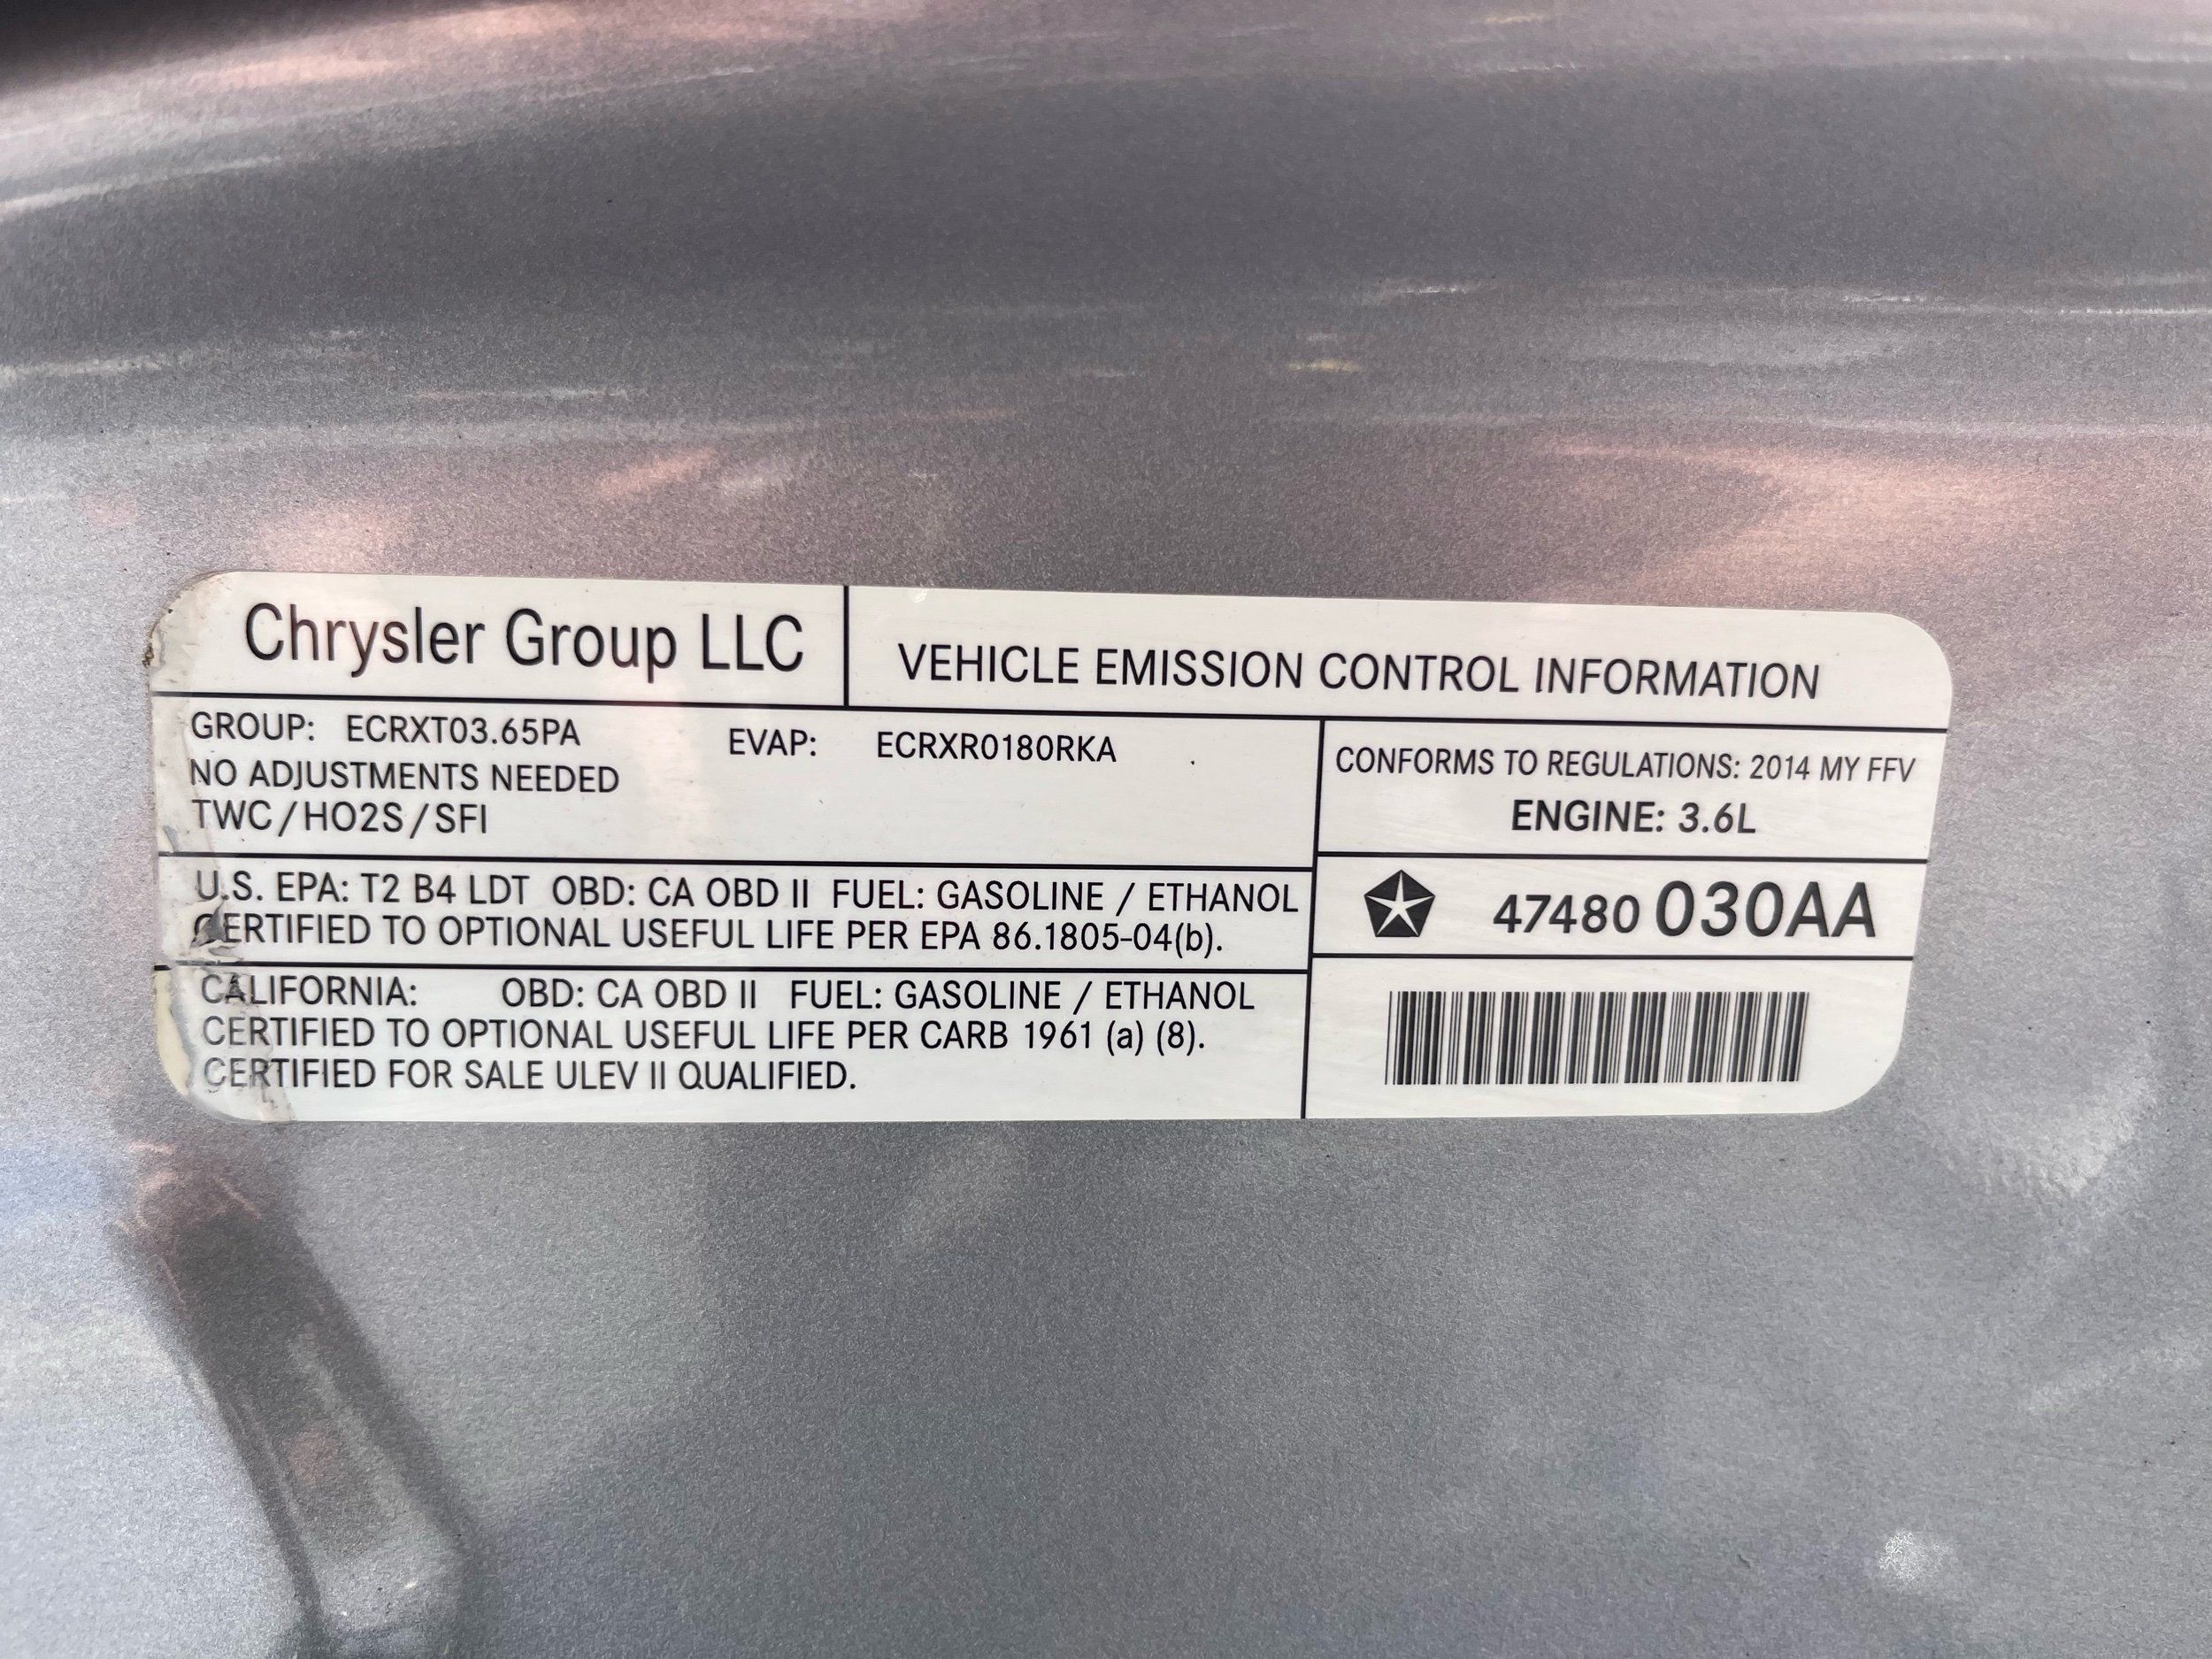 Chrysler Group LLC
VEHICLE EMISSION CONTROL INFORMATION
GROUP: ECRXT03.65PA EVAP: ECRXR0180RKA
NO ADJUSTMENTS NEEDED
TWC/HO2S/SFI
CONFORMS TO REGULATIONS: 2014 MY FFV
ENGINE: 3.6L
U.S. EPA: T2 B4 LDT OBD: CA OBD II FUEL: GASOLINE / ETHANOL
CERTIFIED TO OPTIONAL USEFUL LIFE PER EPA 86.1805-04(b).
47480 030AA
CALIFORNIA: OBD: CA OBD II FUEL: GASOLINE / ETHANOL
CERTIFIED TO OPTIONAL USEFUL LIFE PER CARB 1961 (a) (8).
CERTIFIED FOR SALE ULEV II QUALIFIED.